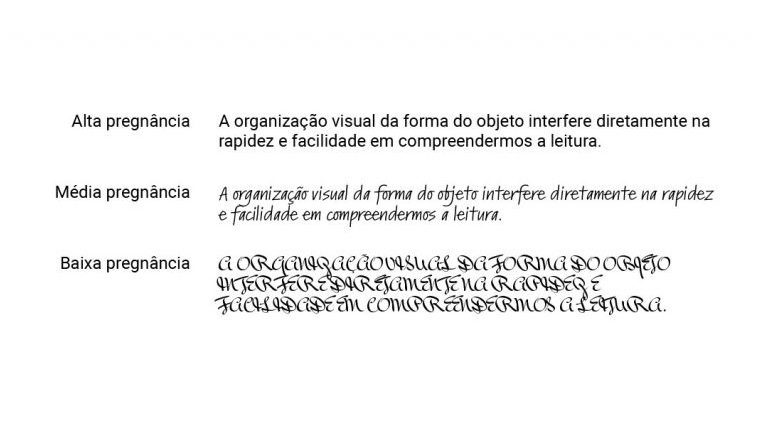 Alta pregnância
A organização visual da forma do objeto interfere diretamente na
rapidez e facilidade em compreendermos a leitura.
Média pregnância
A organização visual da forma do objeto interfere diretamente na rapidez
e facilidade em compreendermos a leitura.
Baixa pregnância
A ORGANIZAÇÃO VISUAL DA FORMA DO OBJETO
INTERFERE DIRETAMENTE NA RAPIDEZ E
FACILIDADE EM COMPREENDERMOS A LEITURA.